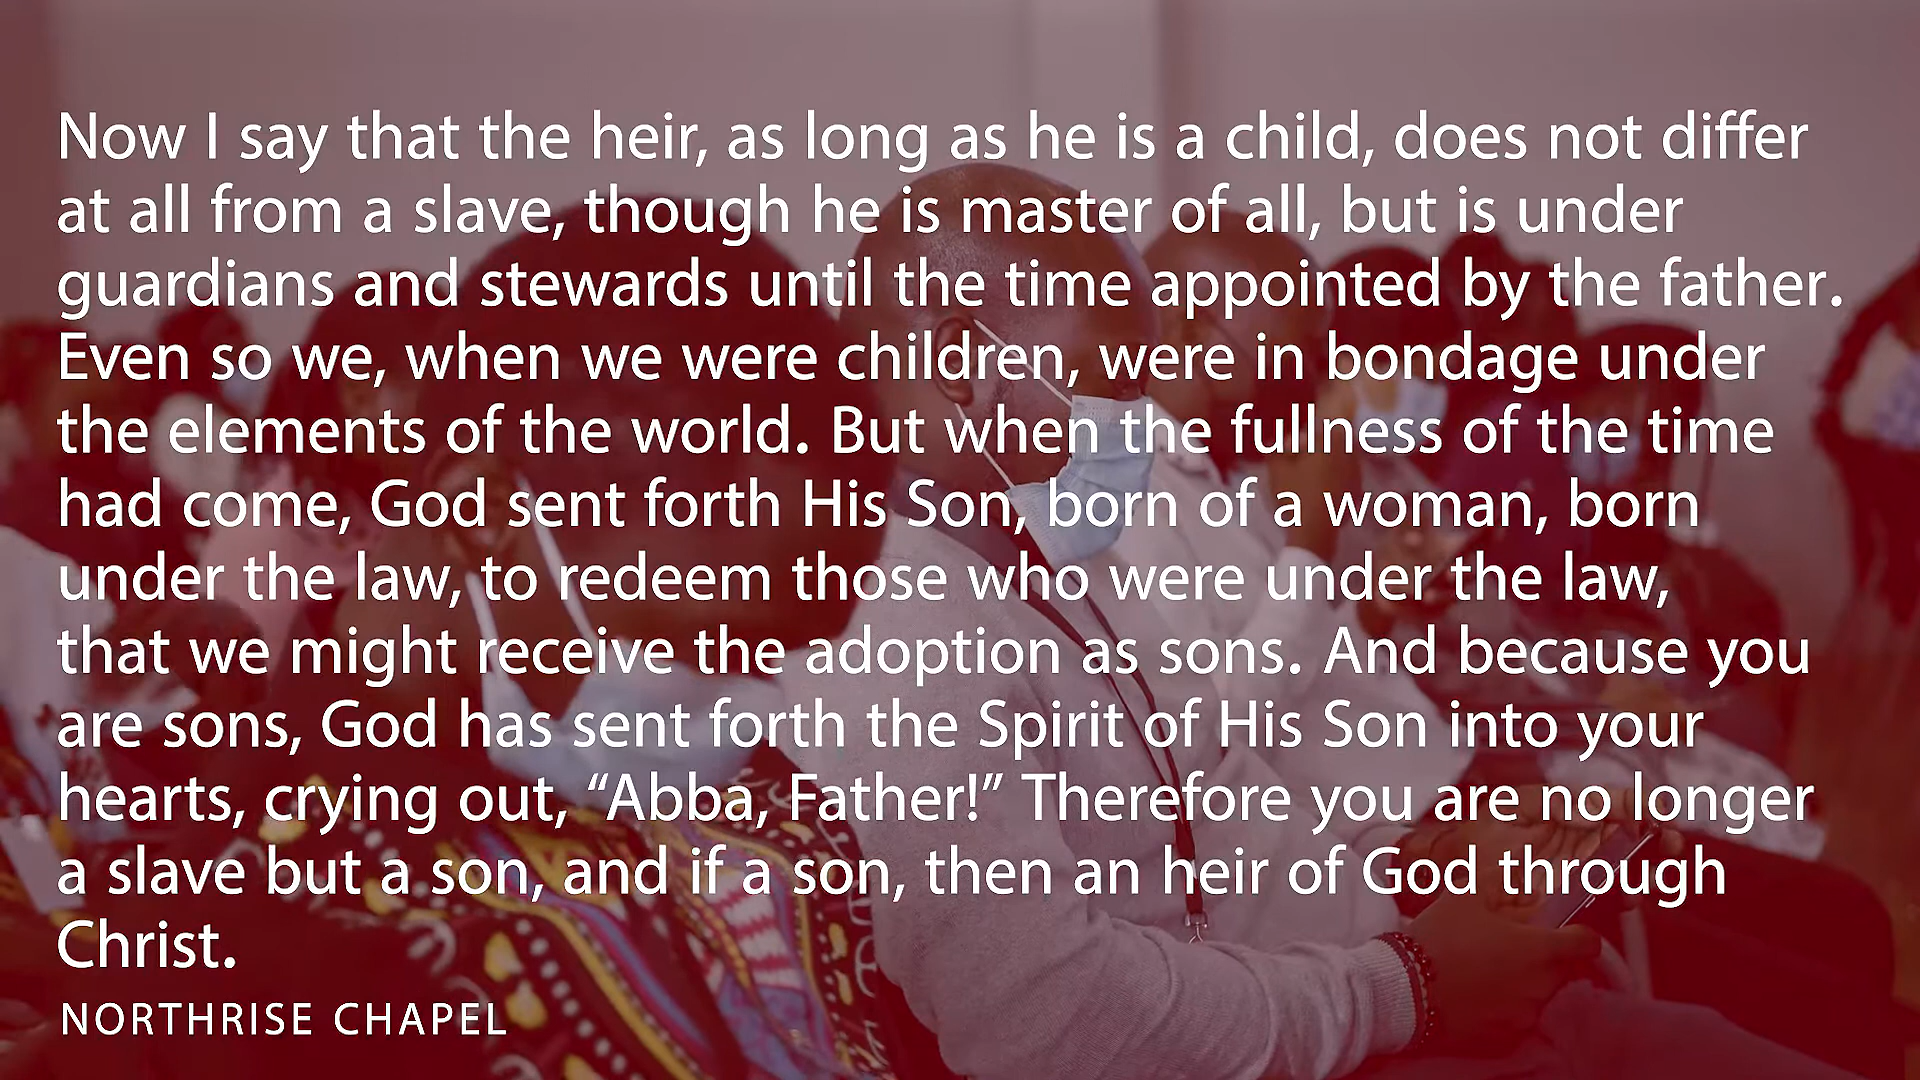 Now I say that the heir, as long as he is a child, does not differ
at all from a slave, though he is master of all, but is under
guardians and stewards until the time appointed by the father.
Even so we, when we were children, were in bondage under
the elements of the world. But when the fullness of the time
had come, God sent forth His Son, born of a woman, born
under the law, to redeem those who were under the law,
that we might receive the adoption as sons. And because you
are sons, God has sent forth the Spirit of His Son into your
hearts, crying out, “Abba, Father!” Therefore you are no longer
a slave but a son, and if a son, then an heir of God through
Christ.
NORTHRISE CHAPEL